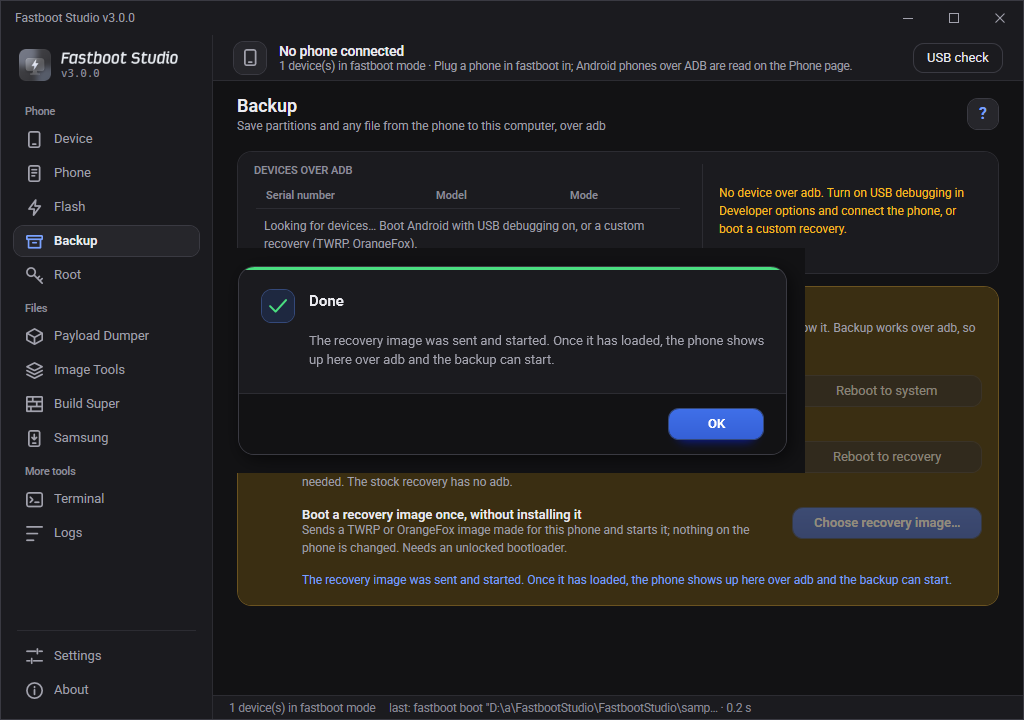 Fastboot Studio v3.0.0
Fastboot Studio
v3.0.0
No phone connected
1 device(s) in fastboot mode · Plug a phone in fastboot in; Android phones over ADB are read on the Phone page.
USB check
Phone
Device
Phone
Flash
Backup
Root
Files
Payload Dumper
Image Tools
Build Super
Samsung
More tools
Terminal
Logs
Settings
About
Backup
Save partitions and any file from the phone to this computer, over adb
?
DEVICES OVER ADB
Serial number Model Mode
Looking for devices... Boot Android with USB debugging on, or a custom
recovery (TWRP, OrangeFox).
No device over adb. Turn on USB debugging in
Developer options and connect the phone, or
boot a custom recovery.
Done
The recovery image was sent and started. Once it has loaded, the phone shows
up here over adb and the backup can start.
OK
it. Backup works over adb, so
Reboot to system
Reboot to recovery
needed. The stock recovery has no adb.
Boot a recovery image once, without installing it
Sends a TWRP or OrangeFox image made for this phone and starts it; nothing on the
phone is changed. Needs an unlocked bootloader.
Choose recovery image...
The recovery image was sent and started. Once it has loaded, the phone shows up here over adb and the backup can start.
1 device(s) in fastboot mode last: fastboot boot "D:\a\FastbootStudio\FastbootStudio\samp... · 0.2 s